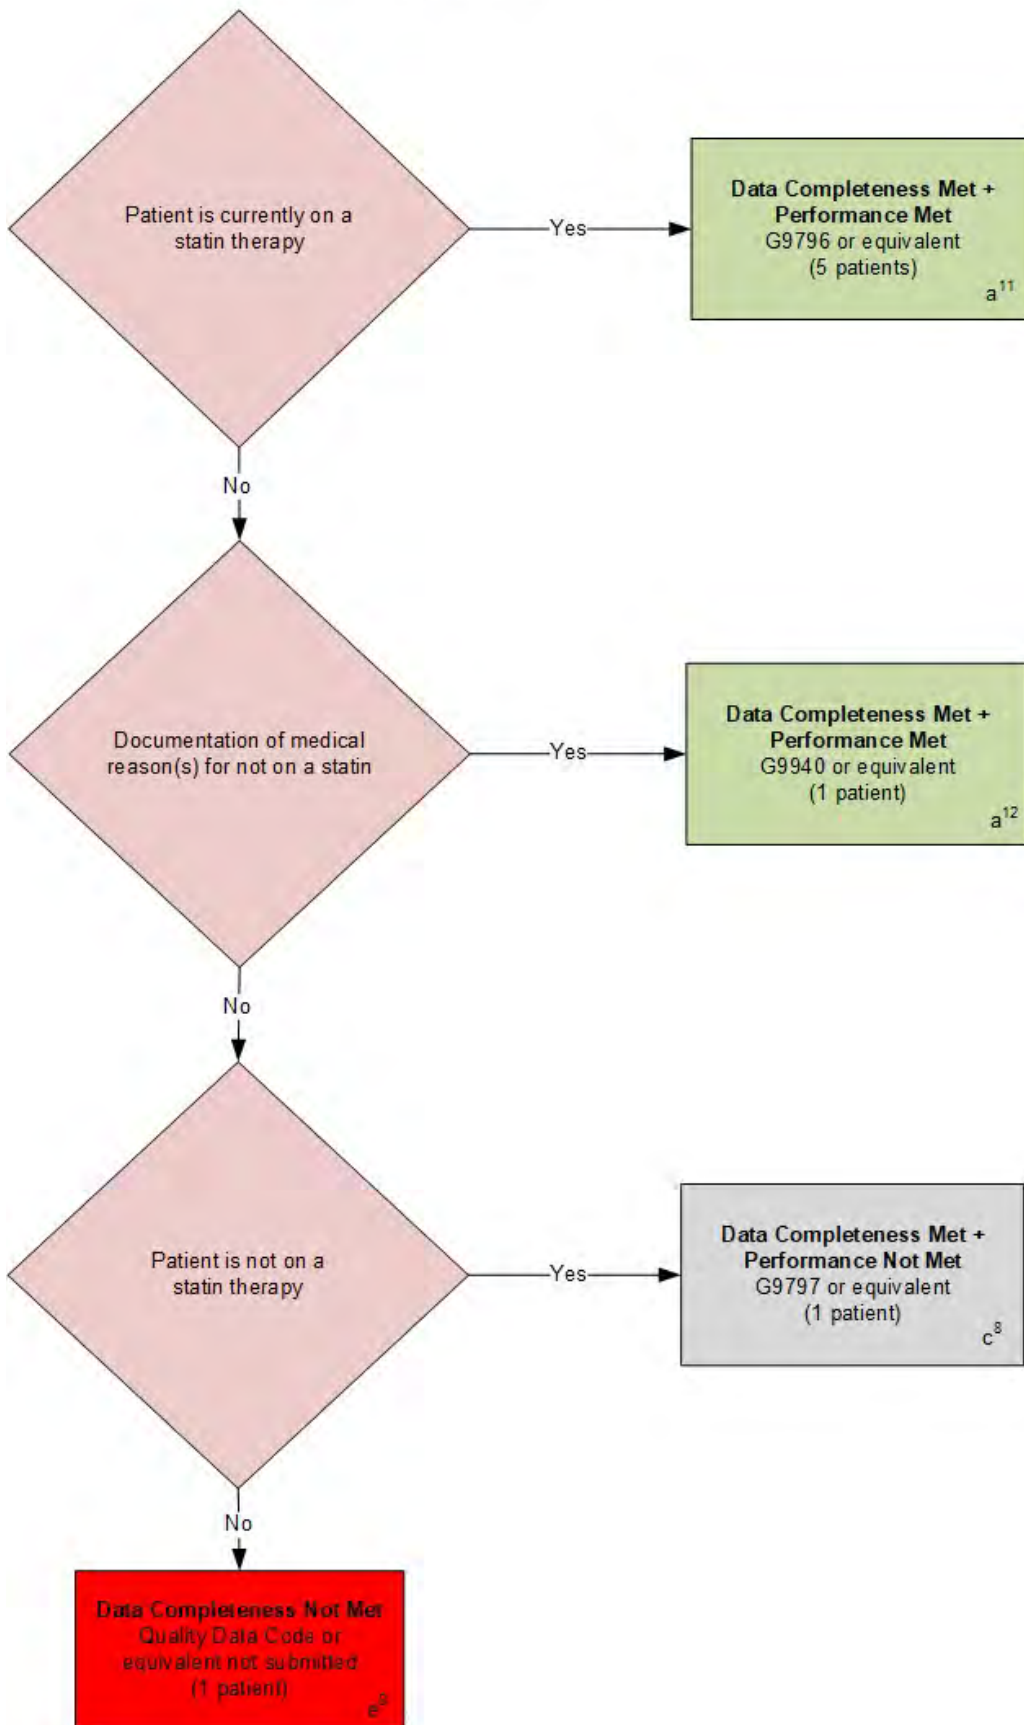 Patient is currently on a
statin therapy
Yes
Data Completeness Met +
Performance Met
G9796 or equivalent
(5 patients)
a¹¹
No
Documentation of medical
reason(s) for not on a statin
Yes
Data Completeness Met +
Performance Met
G9940 or equivalent
(1 patient)
a¹²
No
Patient is not on a
statin therapy
Yes
Data Completeness Met +
Performance Not Met
G9797 or equivalent
(1 patient)
c⁸
No
Data Completeness Not Met
Quality Data Code or
equivalent not submitted
(1 patient)